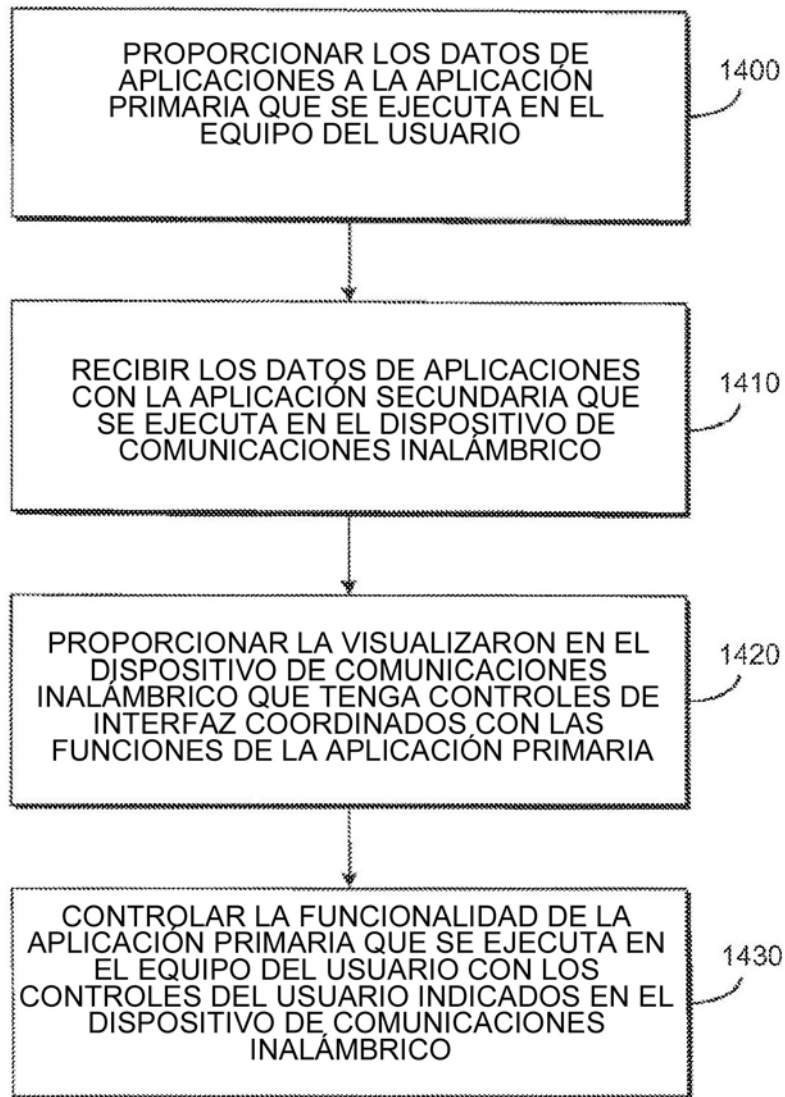 PROPORCIONAR LOS DATOS DE
APLICACIONES A LA APLICACIÓN
PRIMARIA QUE SE EJECUTA EN EL
EQUIPO DEL USUARIO
1400
RECIBIR LOS DATOS DE APLICACIONES
CON LA APLICACIÓN SECUNDARIA QUE
SE EJECUTA EN EL DISPOSITIVO DE
COMUNICACIONES INALÁMBRICO
1410
PROPORCIONAR LA VISUALIZARON EN EL
DISPOSITIVO DE COMUNICACIONES
INALÁMBRICO QUE TENGA CONTROLES DE
INTERFAZ COORDINADOS CON LAS
FUNCIONES DE LA APLICACIÓN PRIMARIA
1420
CONTROLAR LA FUNCIONALIDAD DE LA
APLICACIÓN PRIMARIA QUE SE EJECUTA EN
EL EQUIPO DEL USUARIO CON LOS
CONTROLES DEL USUARIO INDICADOS EN EL
DISPOSITIVO DE COMUNICACIONES
INALÁMBRICO
1430